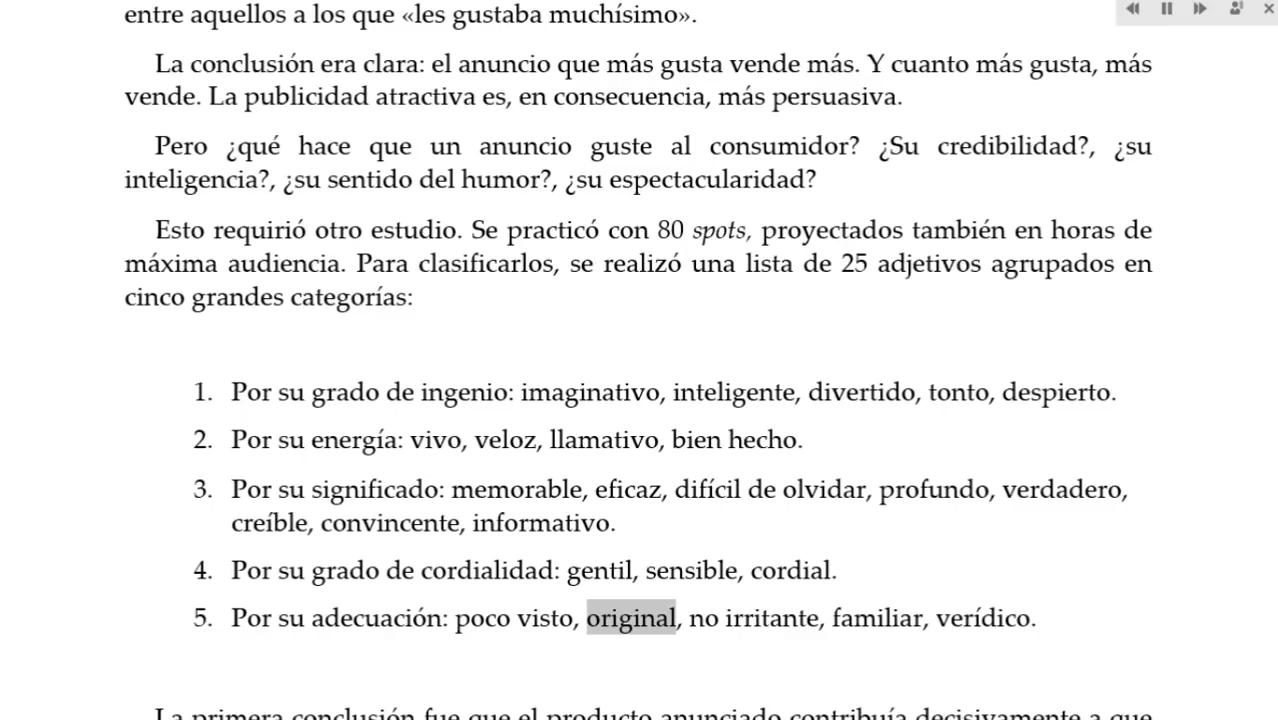 entre aquellos a los que «les gustaba muchísimo».
La conclusión era clara: el anuncio que más gusta vende más. Y cuanto más gusta, más
vende. La publicidad atractiva es, en consecuencia, más persuasiva.
Pero ¿qué hace que un anuncio guste al consumidor? ¿Su credibilidad?, ¿su
inteligencia?, ¿su sentido del humor?, ¿su espectacularidad?
Esto requirió otro estudio. Se practicó con 80 spots, proyectados también en horas de
máxima audiencia. Para clasificarlos, se realizó una lista de 25 adjetivos agrupados en
cinco grandes categorías:
1. Por su grado de ingenio: imaginativo, inteligente, divertido, tonto, despierto.
2. Por su energía: vivo, veloz, llamativo, bien hecho.
3. Por su significado: memorable, eficaz, difícil de olvidar, profundo, verdadero,
creíble, convincente, informativo.
4. Por su grado de cordialidad: gentil, sensible, cordial.
5. Por su adecuación: poco visto, original, no irritante, familiar, verídico.
La primera conclusión fue que el producto anunciado contribuía decisivamente a que